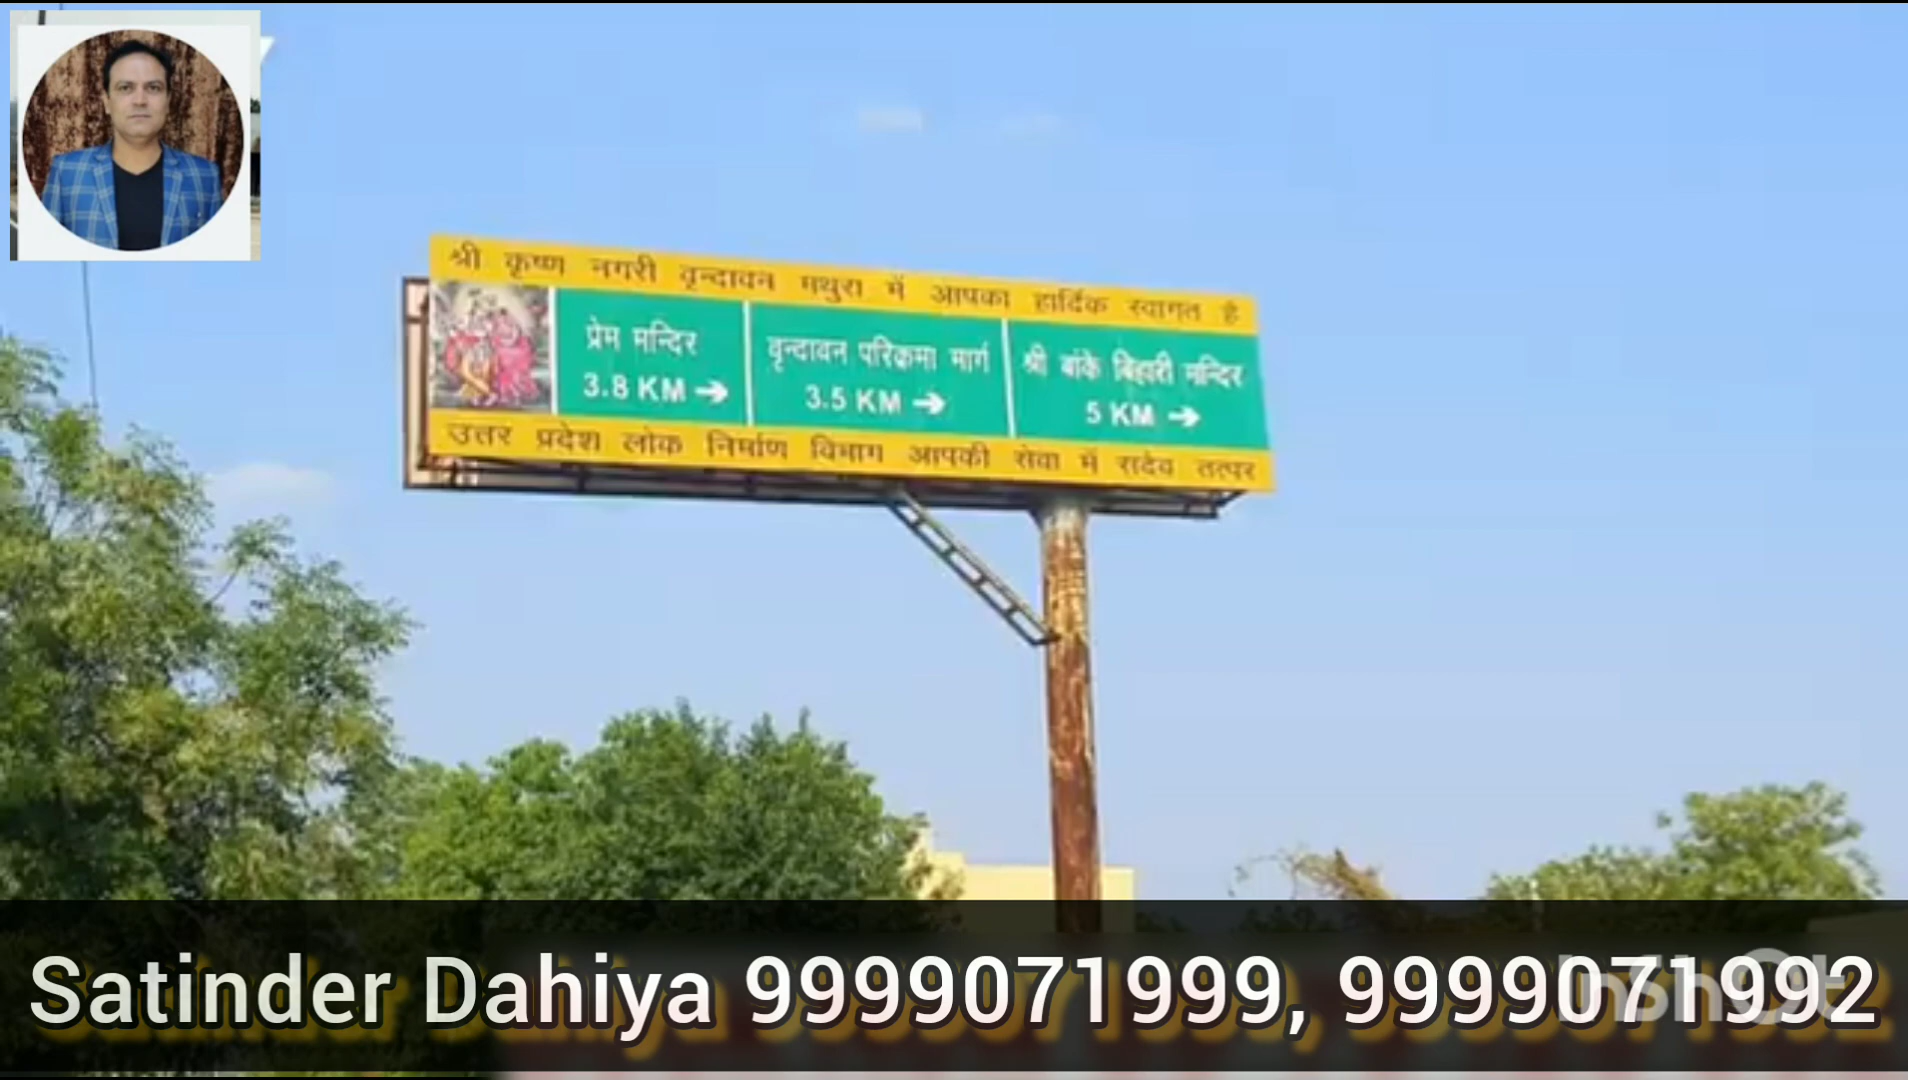 श्री कृष्ण नगरी वृन्दावन मथुरा में आपका हार्दिक स्वागत है
प्रेम मन्दिर
3.8 KM →
वृन्दावन परिक्रमा मार्ग
3.5 KM →
श्री बांके बिहारी मन्दिर
5 KM →
उत्तर प्रदेश लोक निर्माण विभाग आपकी सेवा में सदैव तत्पर
Satinder Dahiya 9999071999, 9999071992
InShOt